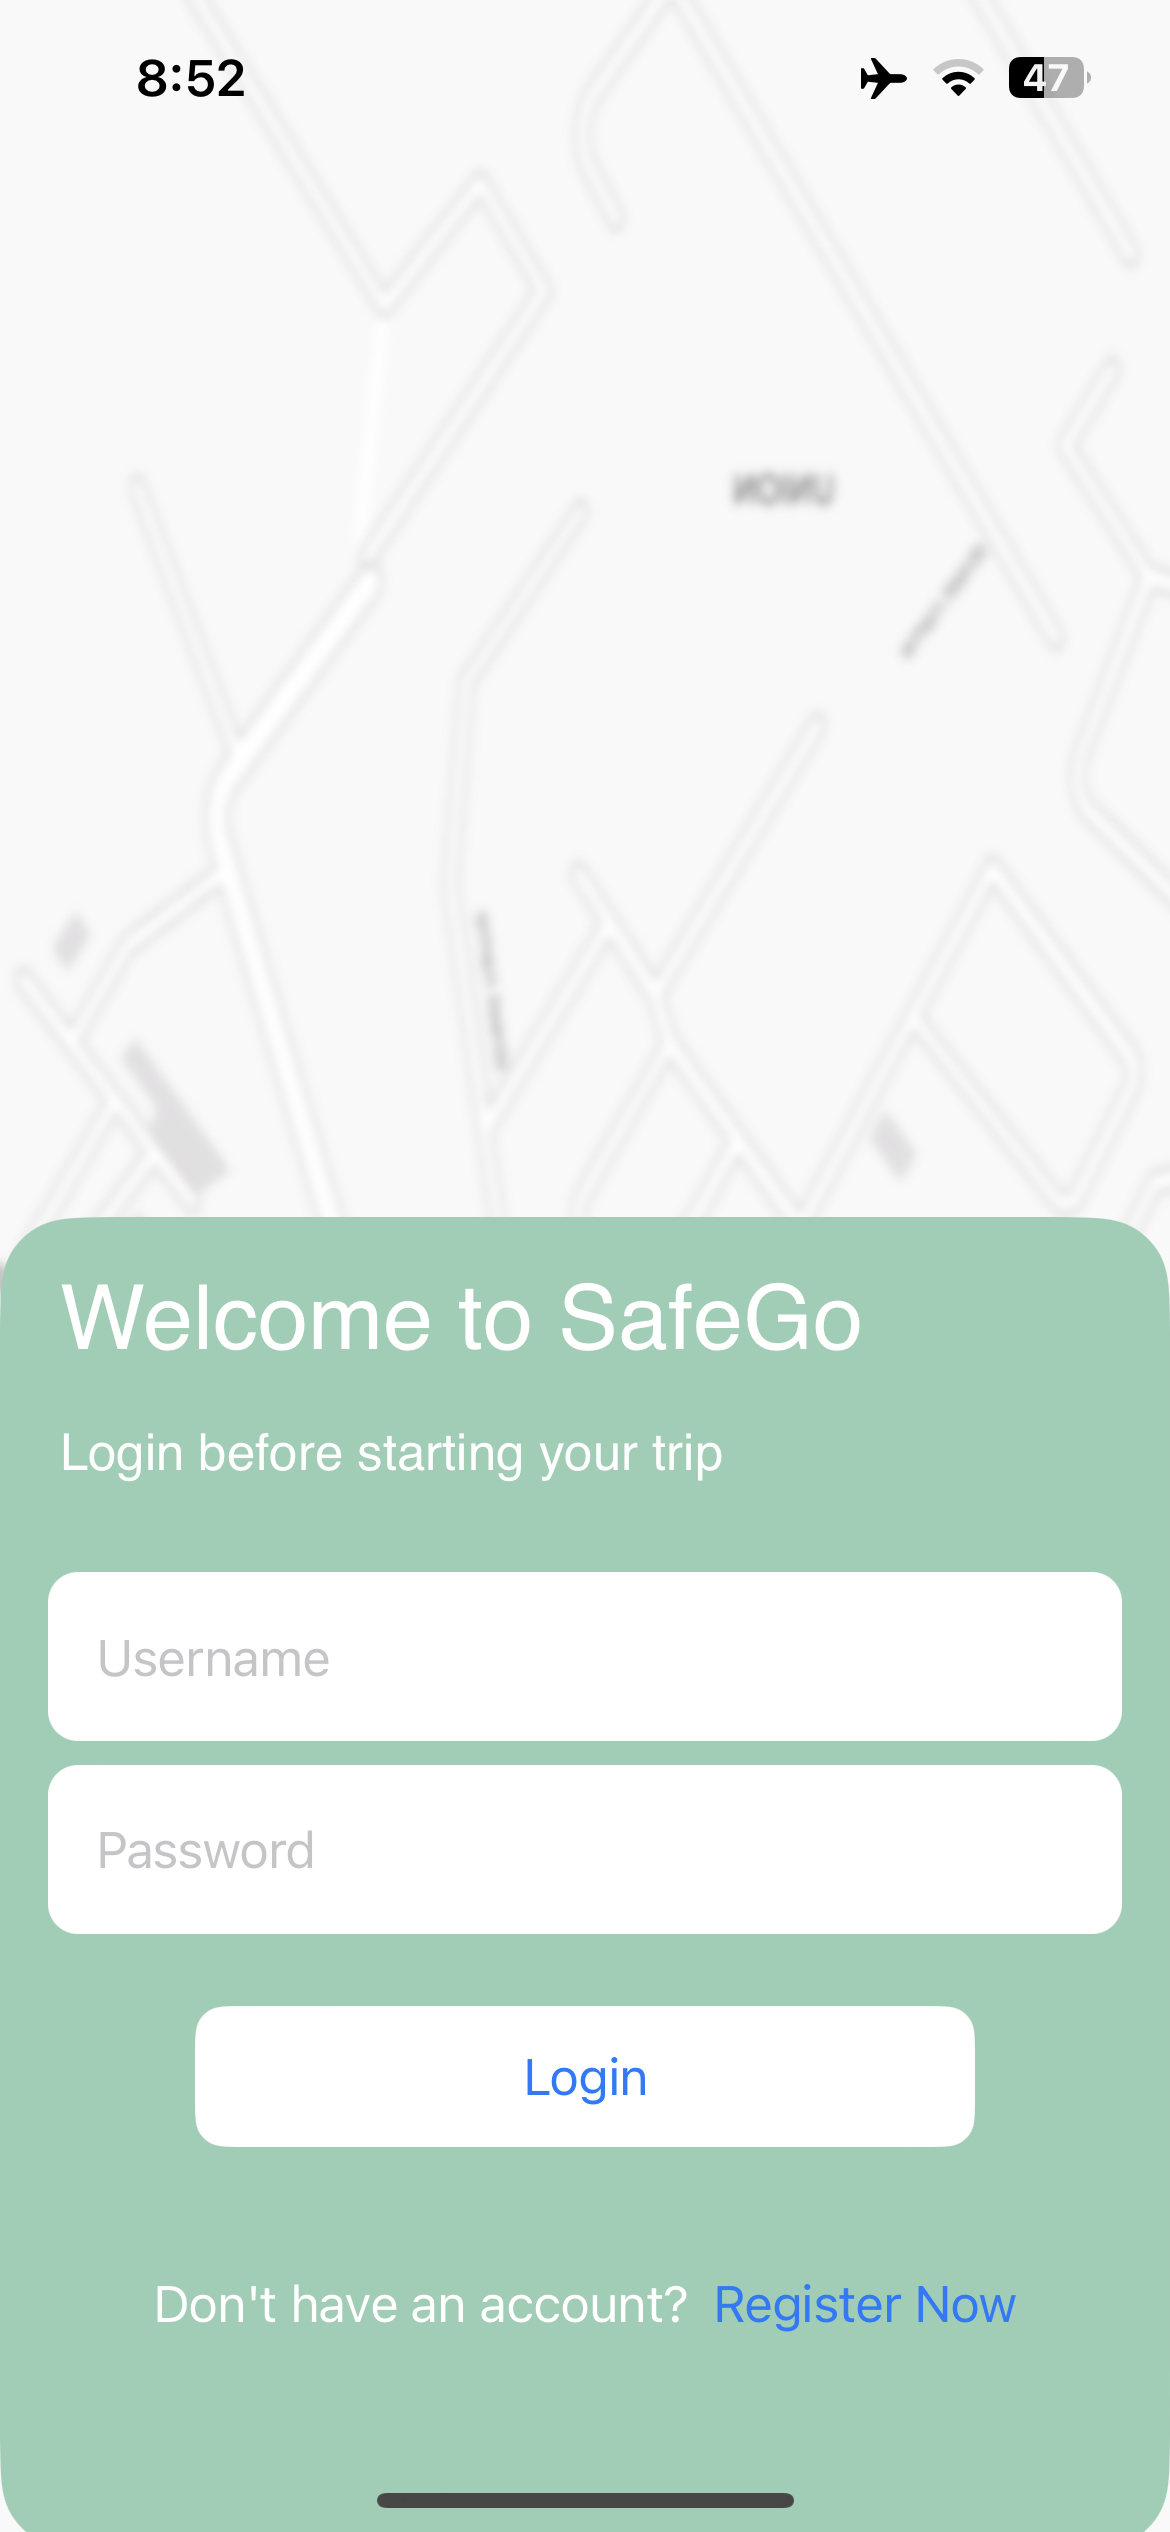 8:52
47
UNION
Welcome to SafeGo
Login before starting your trip
Username
Password
Login
Don't have an account? Register Now